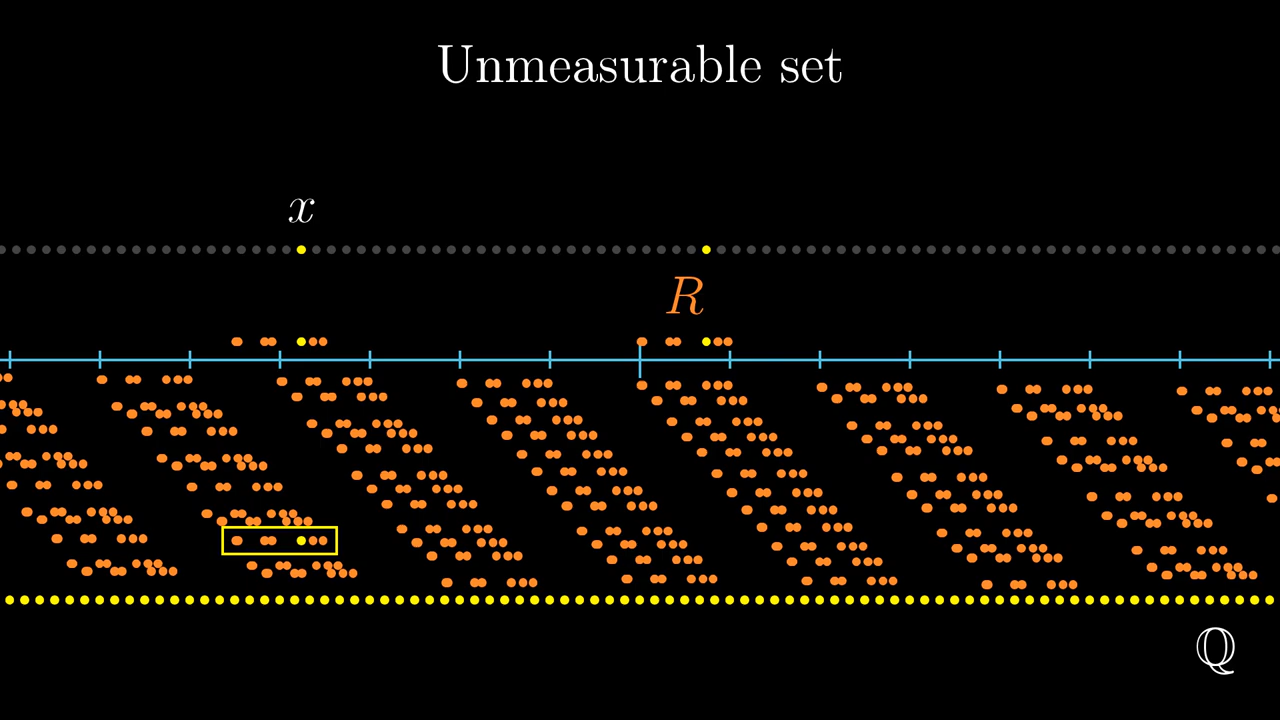 Unmeasurable set
x
R
ℚ